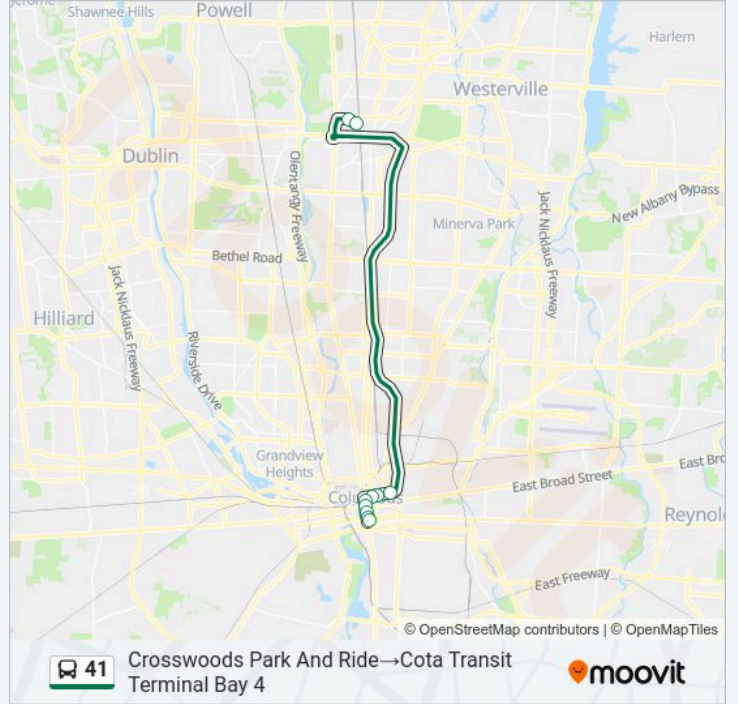 Shawnee Hills
Powell
Harlem
Westerville
Dublin
Olentangy Freeway
Jack Nicklaus Freeway
New Albany Bypass
Minerva Park
Bethel Road
Jack Nicklaus Freeway
Hilliard
Riverside Drive
Grandview
Heights
East Broad Street
East Bro
Colu us
Reynol
East Freeway
© OpenStreetMap contributors | © OpenMapTiles
41
Crosswoods Park And Ride→Cota Transit
Terminal Bay 4
moovit